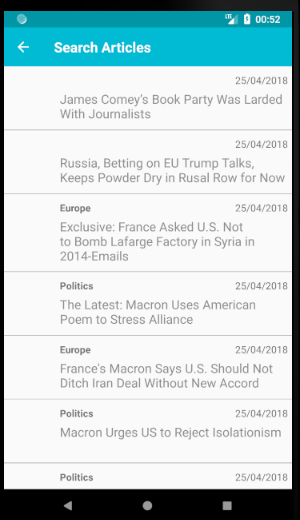 LTE 00:52
Search Articles
25/04/2018
James Comey's Book Party Was Larded
With Journalists
25/04/2018
Russia, Betting on EU Trump Talks,
Keeps Powder Dry in Rusal Row for Now
Europe 25/04/2018
Exclusive: France Asked U.S. Not
to Bomb Lafarge Factory in Syria in
2014-Emails
Politics 25/04/2018
The Latest: Macron Uses American
Poem to Stress Alliance
Europe 25/04/2018
France's Macron Says U.S. Should Not
Ditch Iran Deal Without New Accord
Politics 25/04/2018
Macron Urges US to Reject Isolationism
Politics 25/04/2018